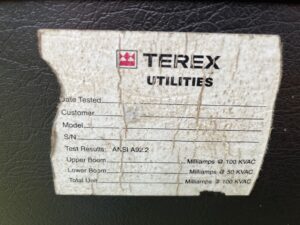 TEREX
UTILITIES
Date Tested
Customer
Model
S/N
Test Results: ANSI A92.2
Upper Boom Milliamps @ 100 KVAC
Lower Boom Milliamps @ 50 KVAC
Total Unit Milliamps @ 100 KVAC